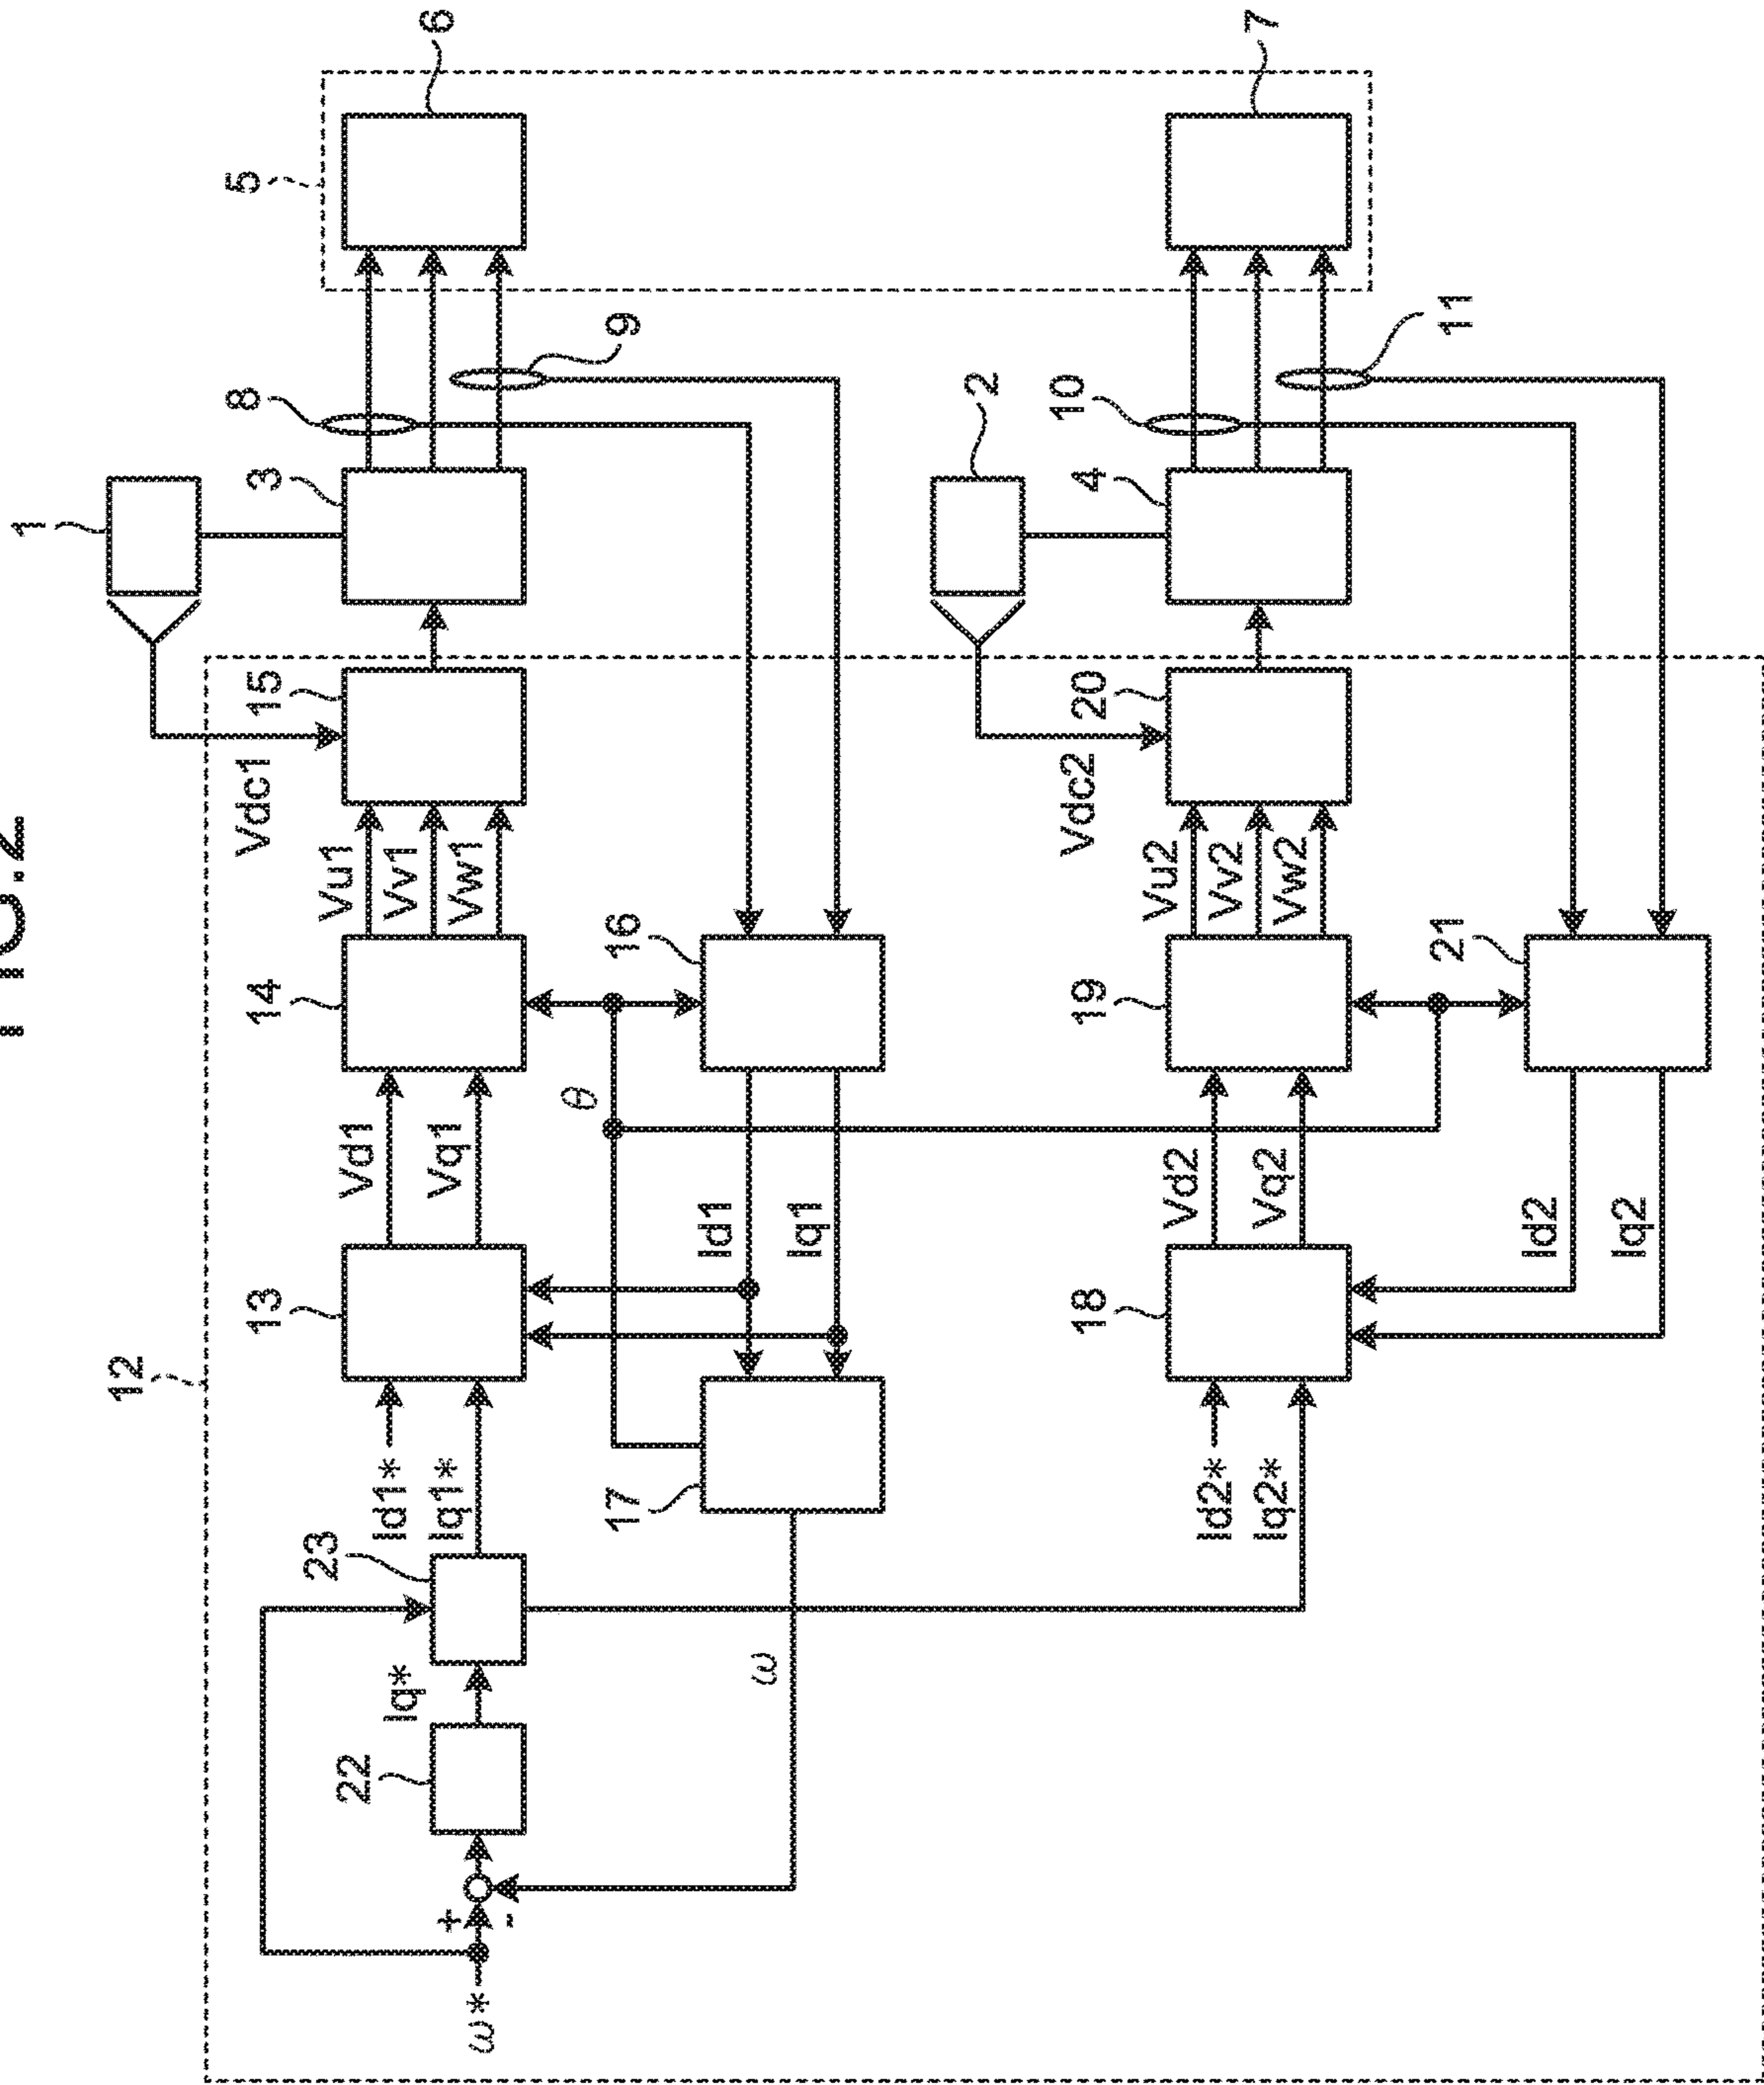 FIG.2
12
ω*
+
-
22
Iq*
23
Id1*
Iq1*
13
Vd1
Vq1
14
Vu1
Vv1
Vw1
Vdc1
15
1
3
8
9
5
6
ω
17
Id1
Iq1
θ
16
Id2*
Iq2*
18
Vd2
Vq2
19
Vu2
Vv2
Vw2
Vdc2
20
2
4
10
11
7
Id2
Iq2
21